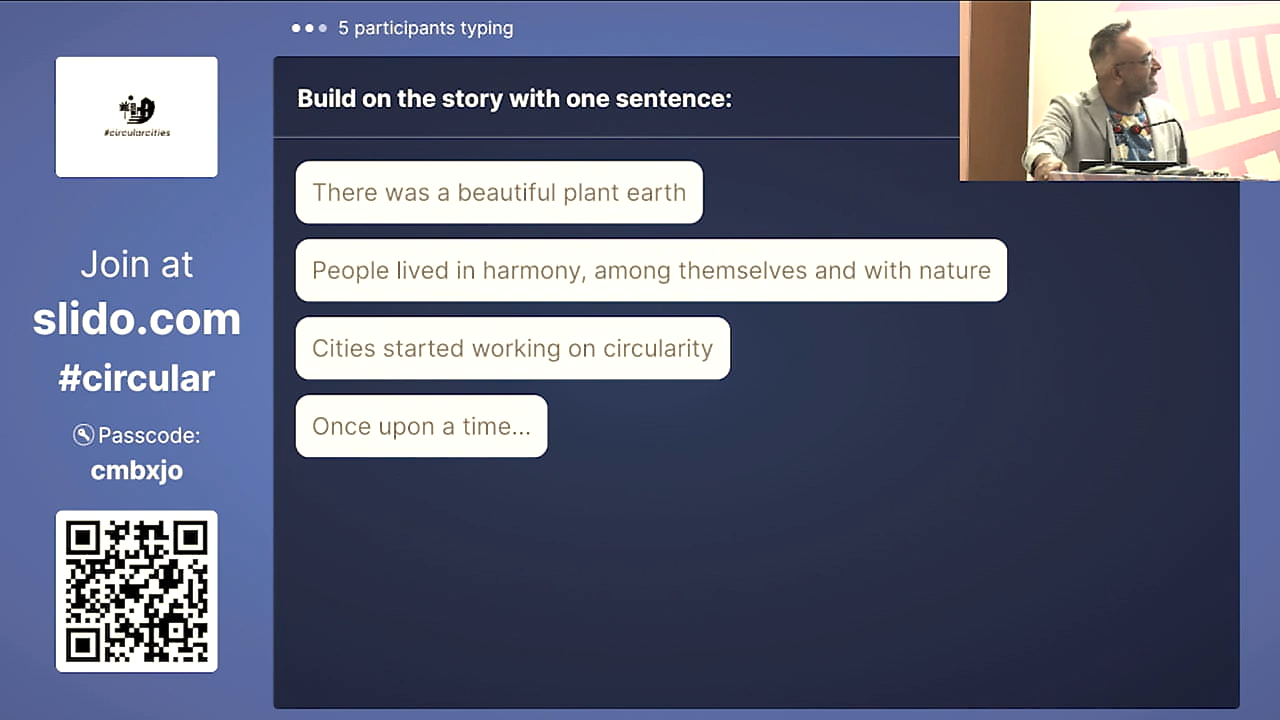 5 participants typing
#circularcities
Build on the story with one sentence:
There was a beautiful plant earth
People lived in harmony, among themselves and with nature
Cities started working on circularity
Once upon a time...
Join at
slido.com
#circular
Passcode:
cmbxjo